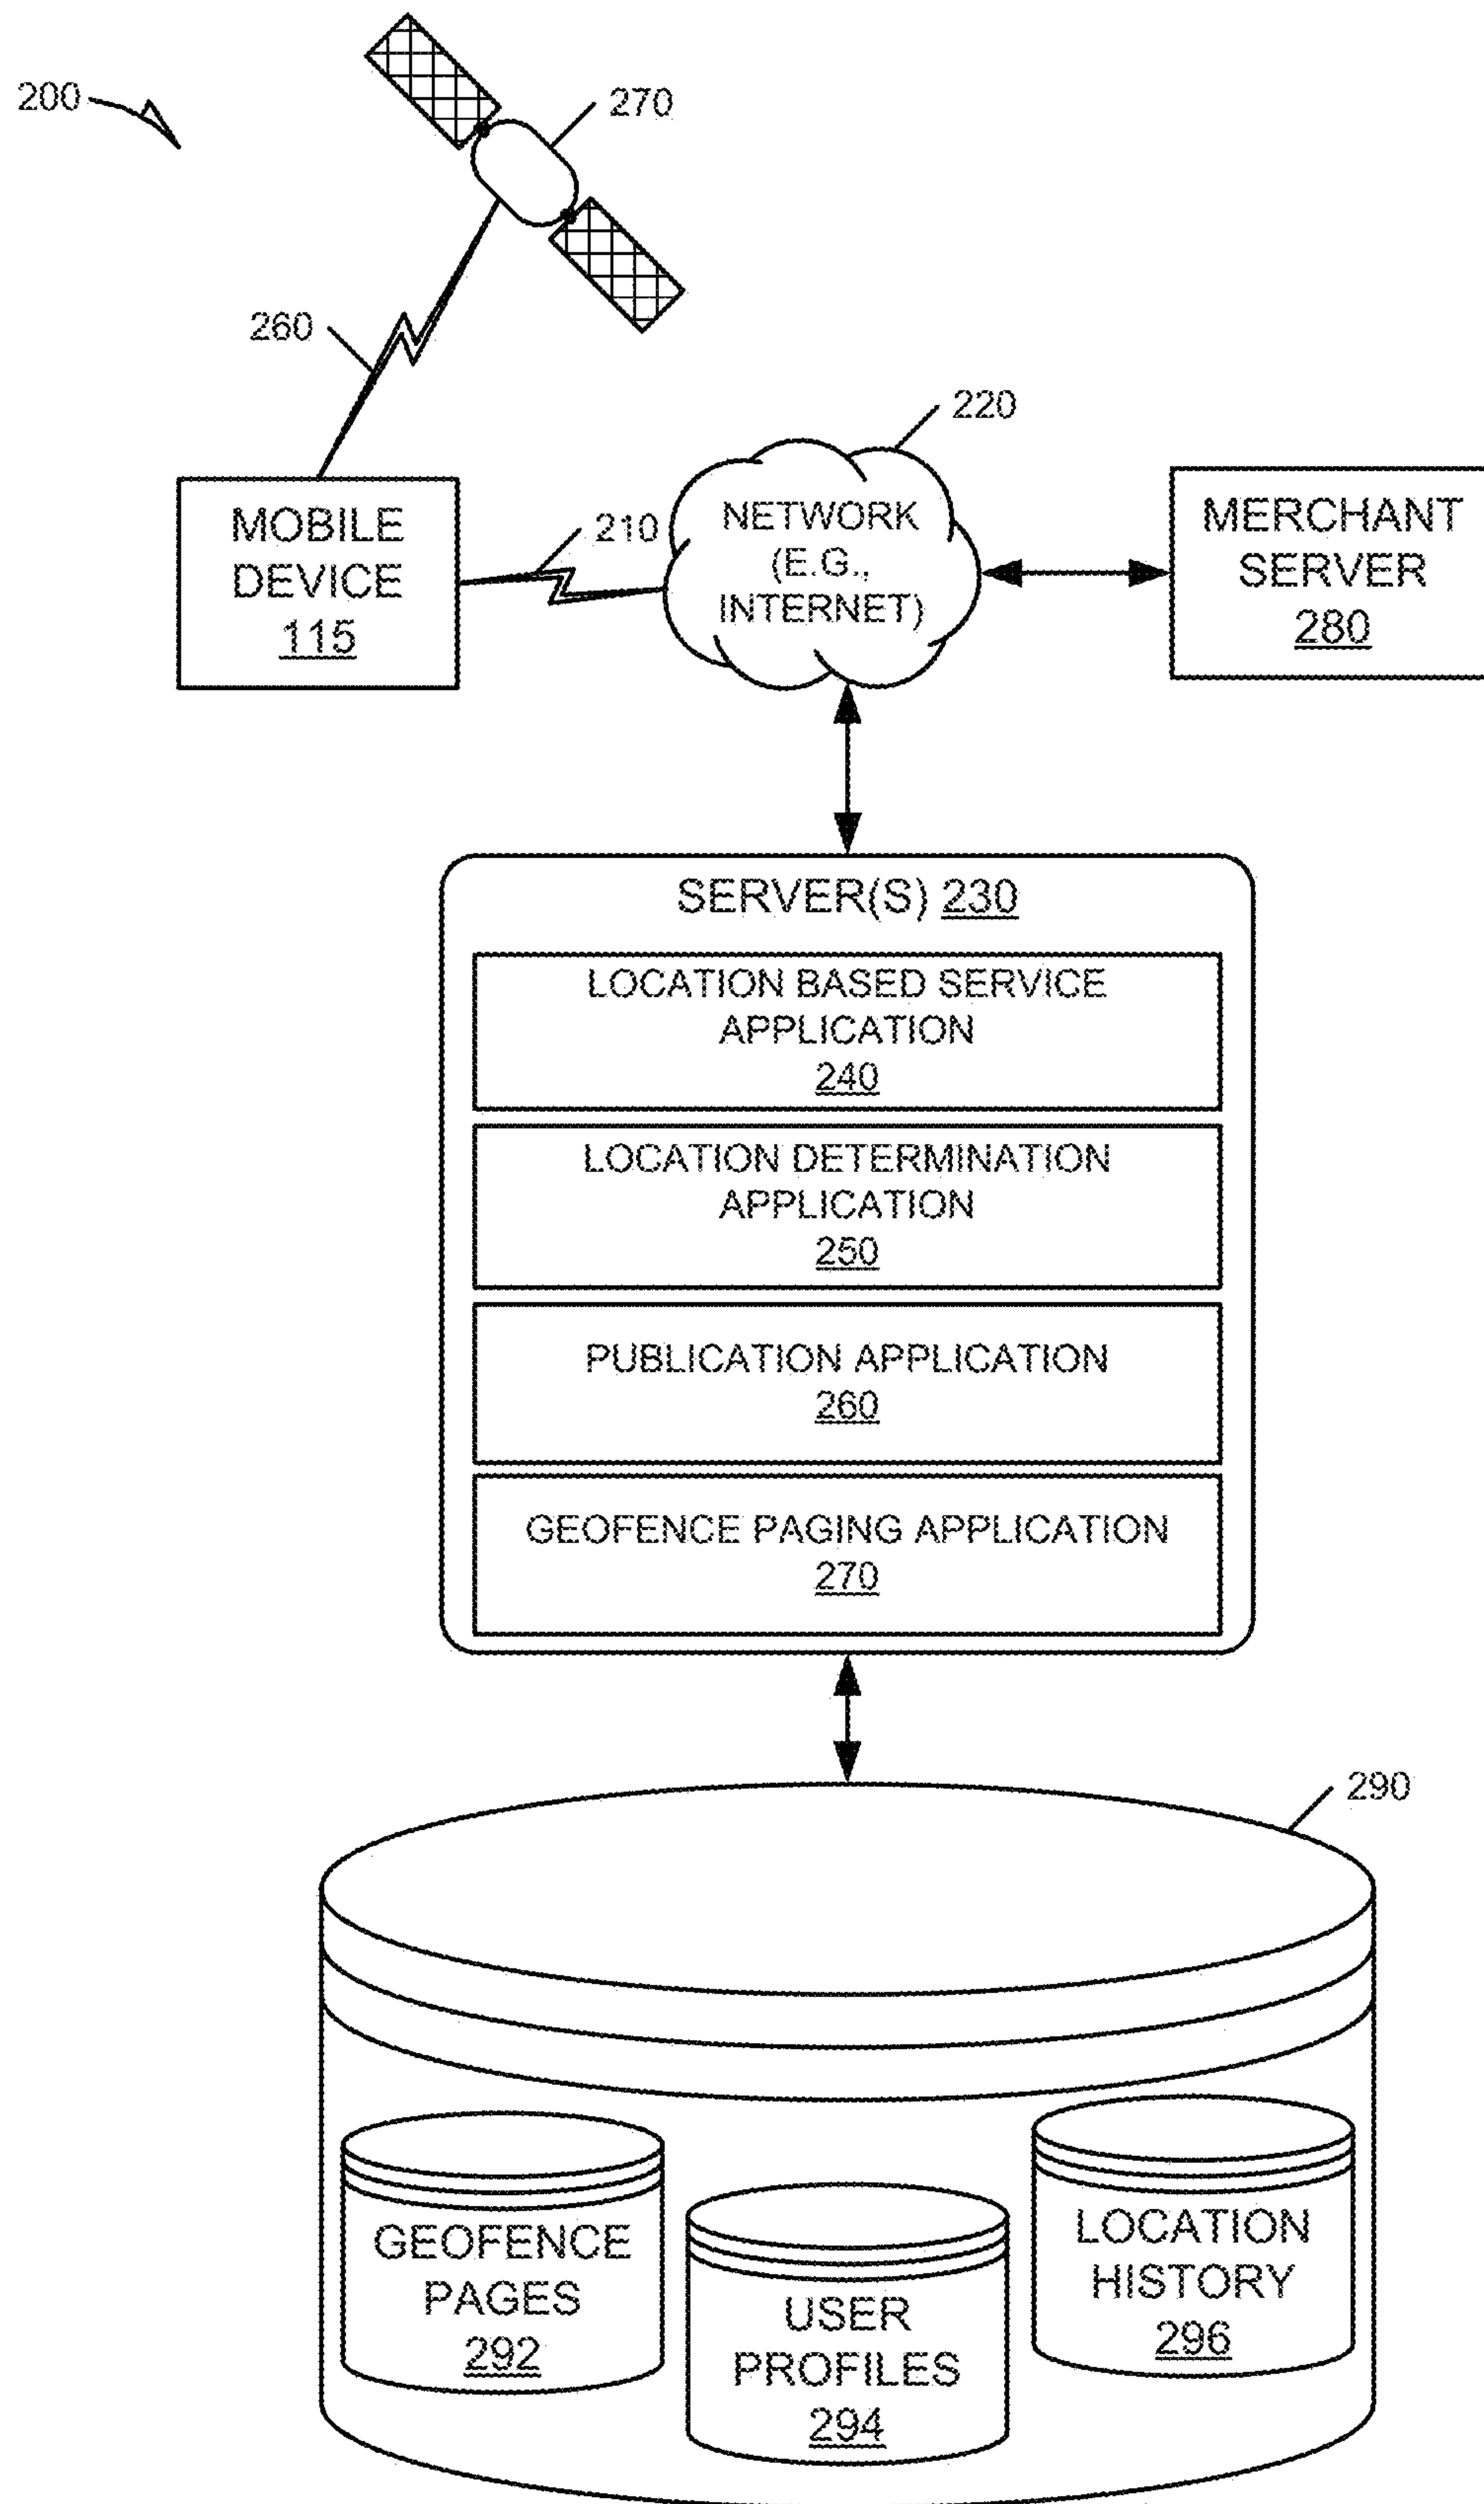 200
270
260
220
MOBILE
DEVICE
115
210
NETWORK
(E.G.,
INTERNET)
MERCHANT
SERVER
280
SERVER(S) 230
LOCATION BASED SERVICE
APPLICATION
240
LOCATION DETERMINATION
APPLICATION
250
PUBLICATION APPLICATION
260
GEOFENCE PAGING APPLICATION
270
290
GEOFENCE
PAGES
292
USER
PROFILES
294
LOCATION
HISTORY
296